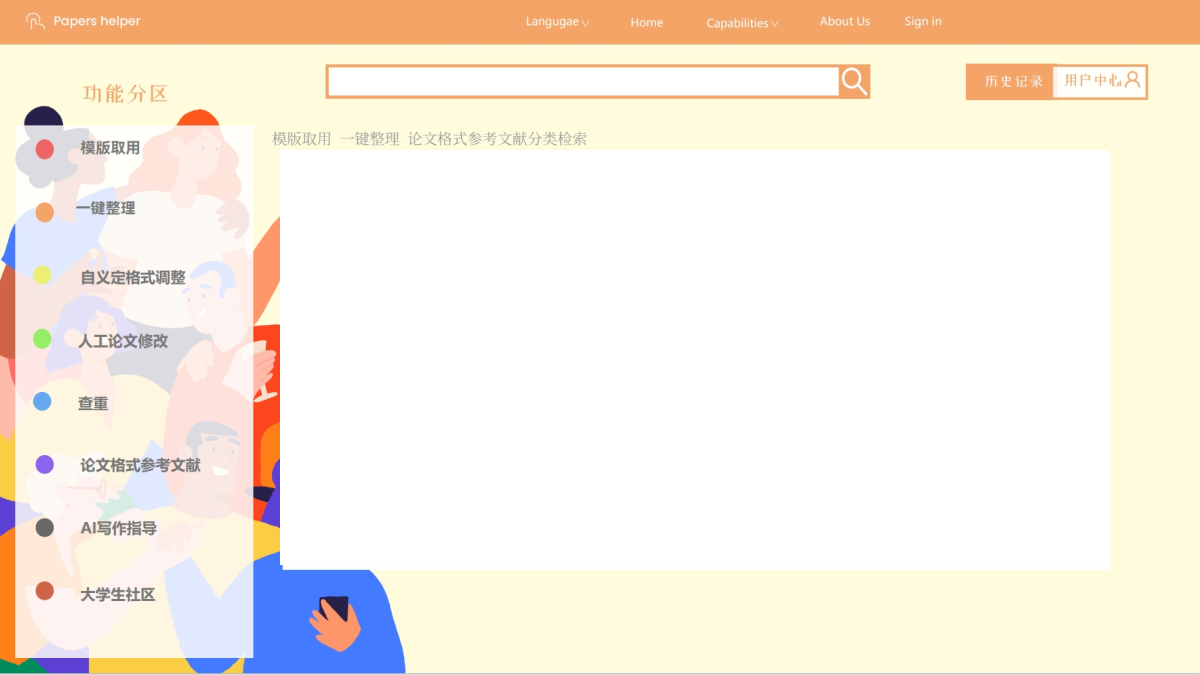 Papers helper
Langugae Home Capabilities About Us Sign in
功能分区
历史记录 用户中心
模版取用 一键整理 论文格式参考文献分类检索
模版取用
一键整理
自义定格式调整
人工论文修改
查重
论文格式参考文献
AI写作指导
大学生社区